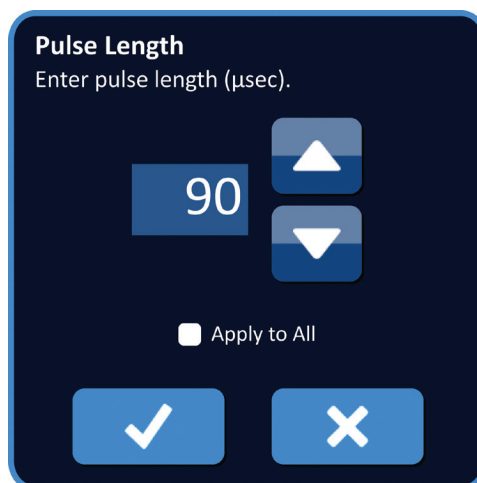 Pulse Length
Enter pulse length (μsec).
90
Apply to All